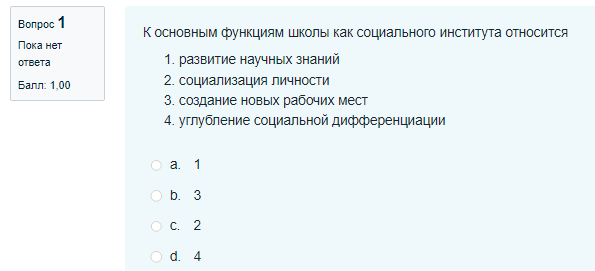 Вопрос 1
Пока нет
ответа
Балл: 1,00
К основным функциям школы как социального института относится
1. развитие научных знаний
2. социализация личности
3. создание новых рабочих мест
4. углубление социальной дифференциации
a. 1
b. 3
c. 2
d. 4